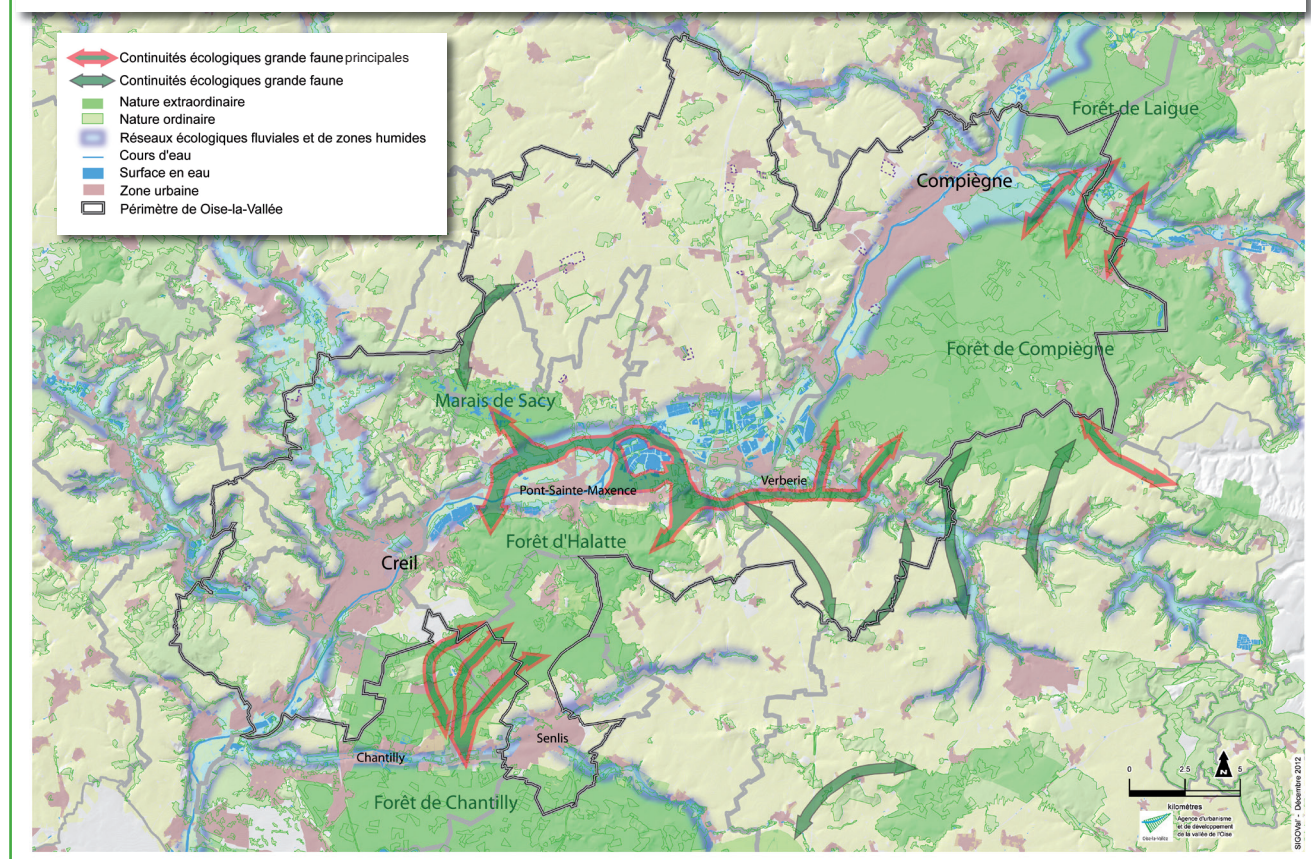 Continuités écologiques grande faune principales
Continuités écologiques grande faune
Nature extraordinaire
Nature ordinaire
Réseaux écologiques fluviales et de zones humides
Cours d'eau
Surface en eau
Zone urbaine
Périmètre de Oise-la-Vallée
Forêt de Laigue
Compiègne
Forêt de Compiègne
Marais de Sacy
Verberie
Pont-Sainte-Maxence
Forêt d'Halatte
Creil
Senlis
Chantilly
Forêt de Chantilly
N
0 2.5 5
kilomètres
Oise-la-Vallée
Agence d'urbanisme
et de développement
de la vallée de l'Oise
SIGOVal' - Décembre 2012